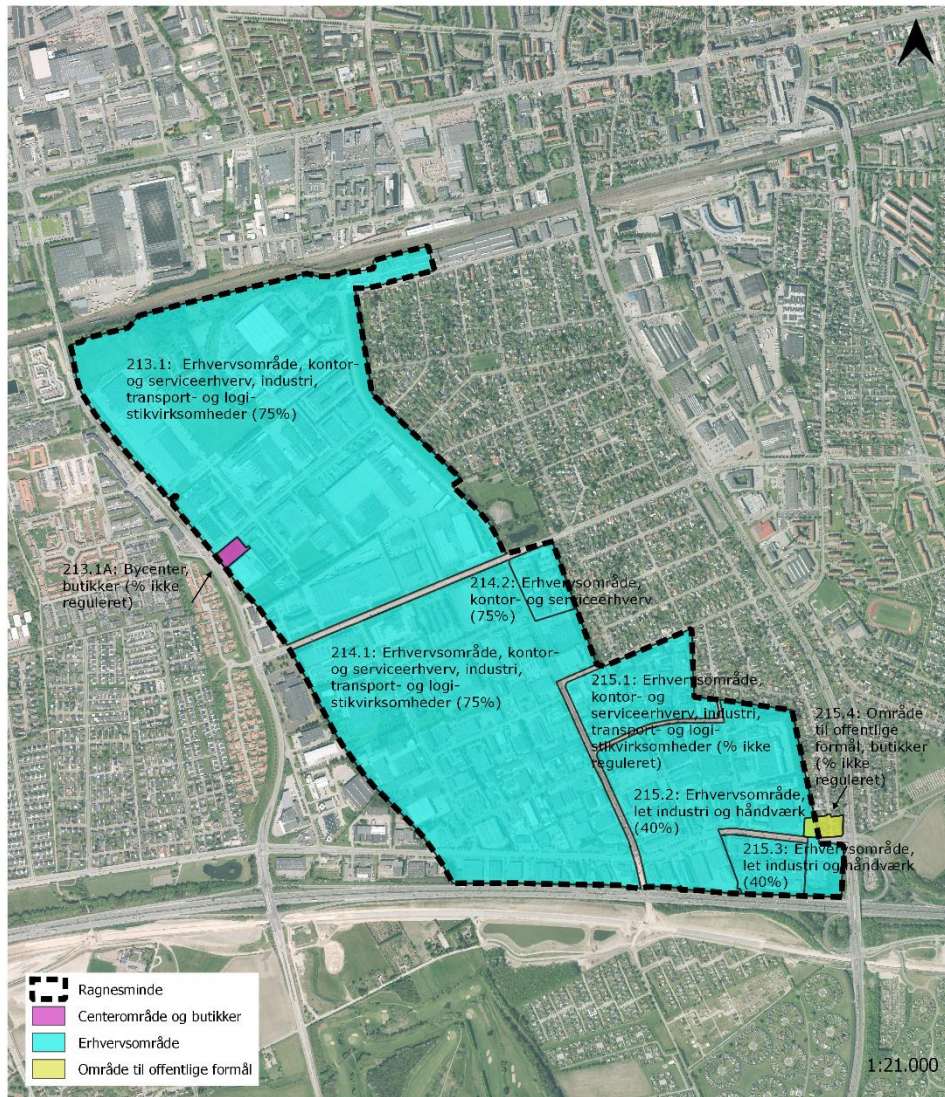 213.1: Erhvervsområde, kontor-
og serviceerhverv, industri,
transport- og logi-
stikvirksomheder (75%)
213.1A: Bycenter,
butikker (% ikke
reguleret)
214.2: Erhvervsområde,
kontor- og serviceerhverv
(75%)
214.1: Erhvervsområde, kontor-
og serviceerhverv, industri,
transport- og logi-
stikvirksomheder (75%)
215.1: Erhvervsområde,
kontor- og
serviceerhverv, industri,
transport- og logi-
stikvirksomheder (% ikke
reguleret)
215.4: Område
til offentlige
formål, butikker
(% ikke
reguleret)
215.2: Erhvervsområde,
let industri og håndværk
(40%)
215.3: Erhvervsområde,
let industri og håndværk
(40%)
Ragnesminde
Centerområde og butikker
Erhvervsområde
Område til offentlige formål
1:21.000